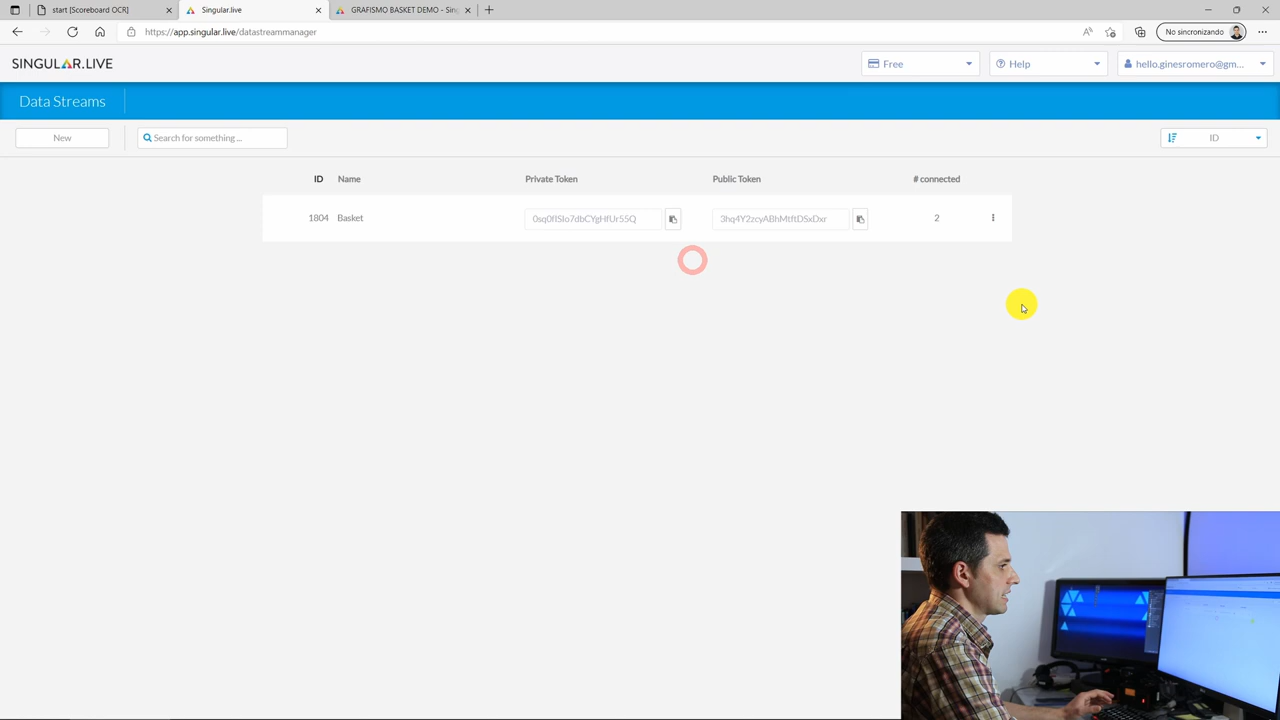 start [Scoreboard OCR]
Singular.live
GRAFISMO BASKET DEMO - Sin
https://app.singular.live/datastreammanager
No sincronizando
SINGULAR.LIVE
Free
Help
hello.ginesromero@gm...
Data Streams
New
Search for something ...
ID
ID Name Private Token Public Token # connected
1804 Basket 2